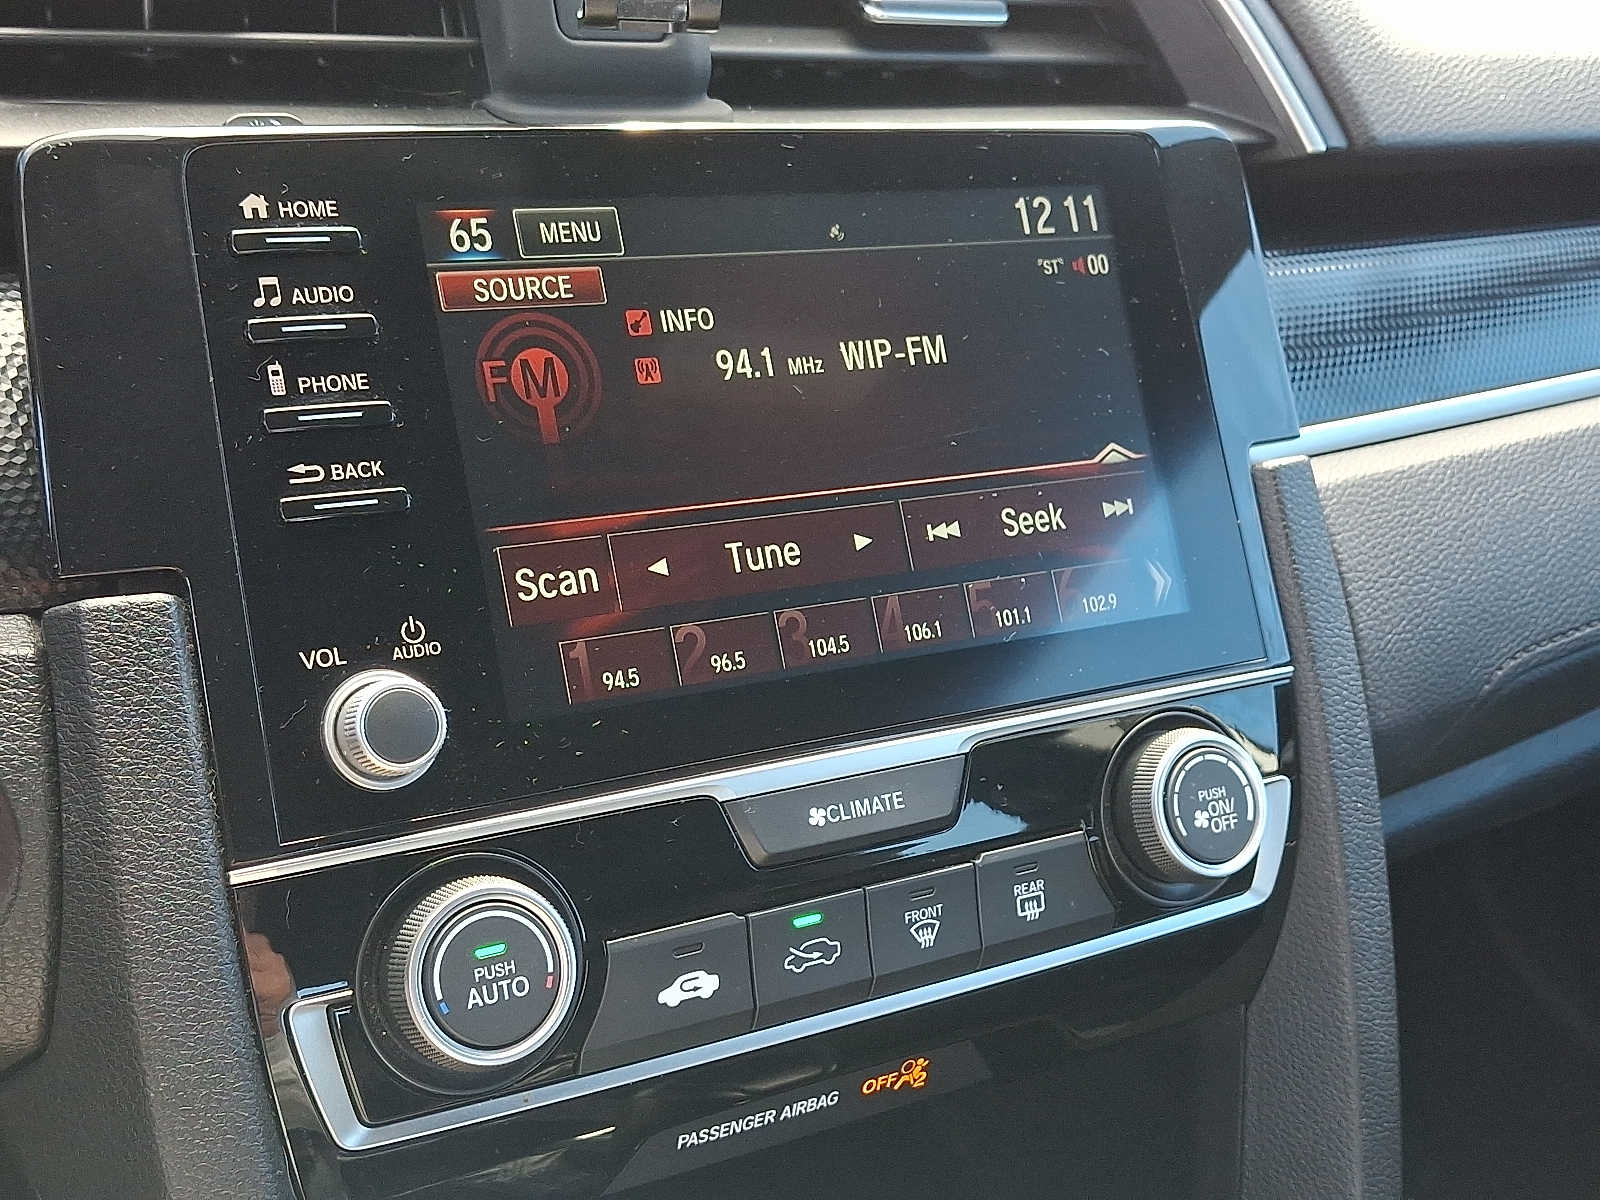 HOME
AUDIO
PHONE
BACK
VOL
AUDIO
65 MENU 12 11
"ST" 00
SOURCE
FM
INFO
94.1 MHz WIP-FM
Scan Tune Seek
1 94.5 2 96.5 3 104.5 4 106.1 5 101.1 6 102.9
CLIMATE
PUSH
ON/
OFF
PUSH
AUTO
FRONT
REAR
PASSENGER AIRBAG OFF 2